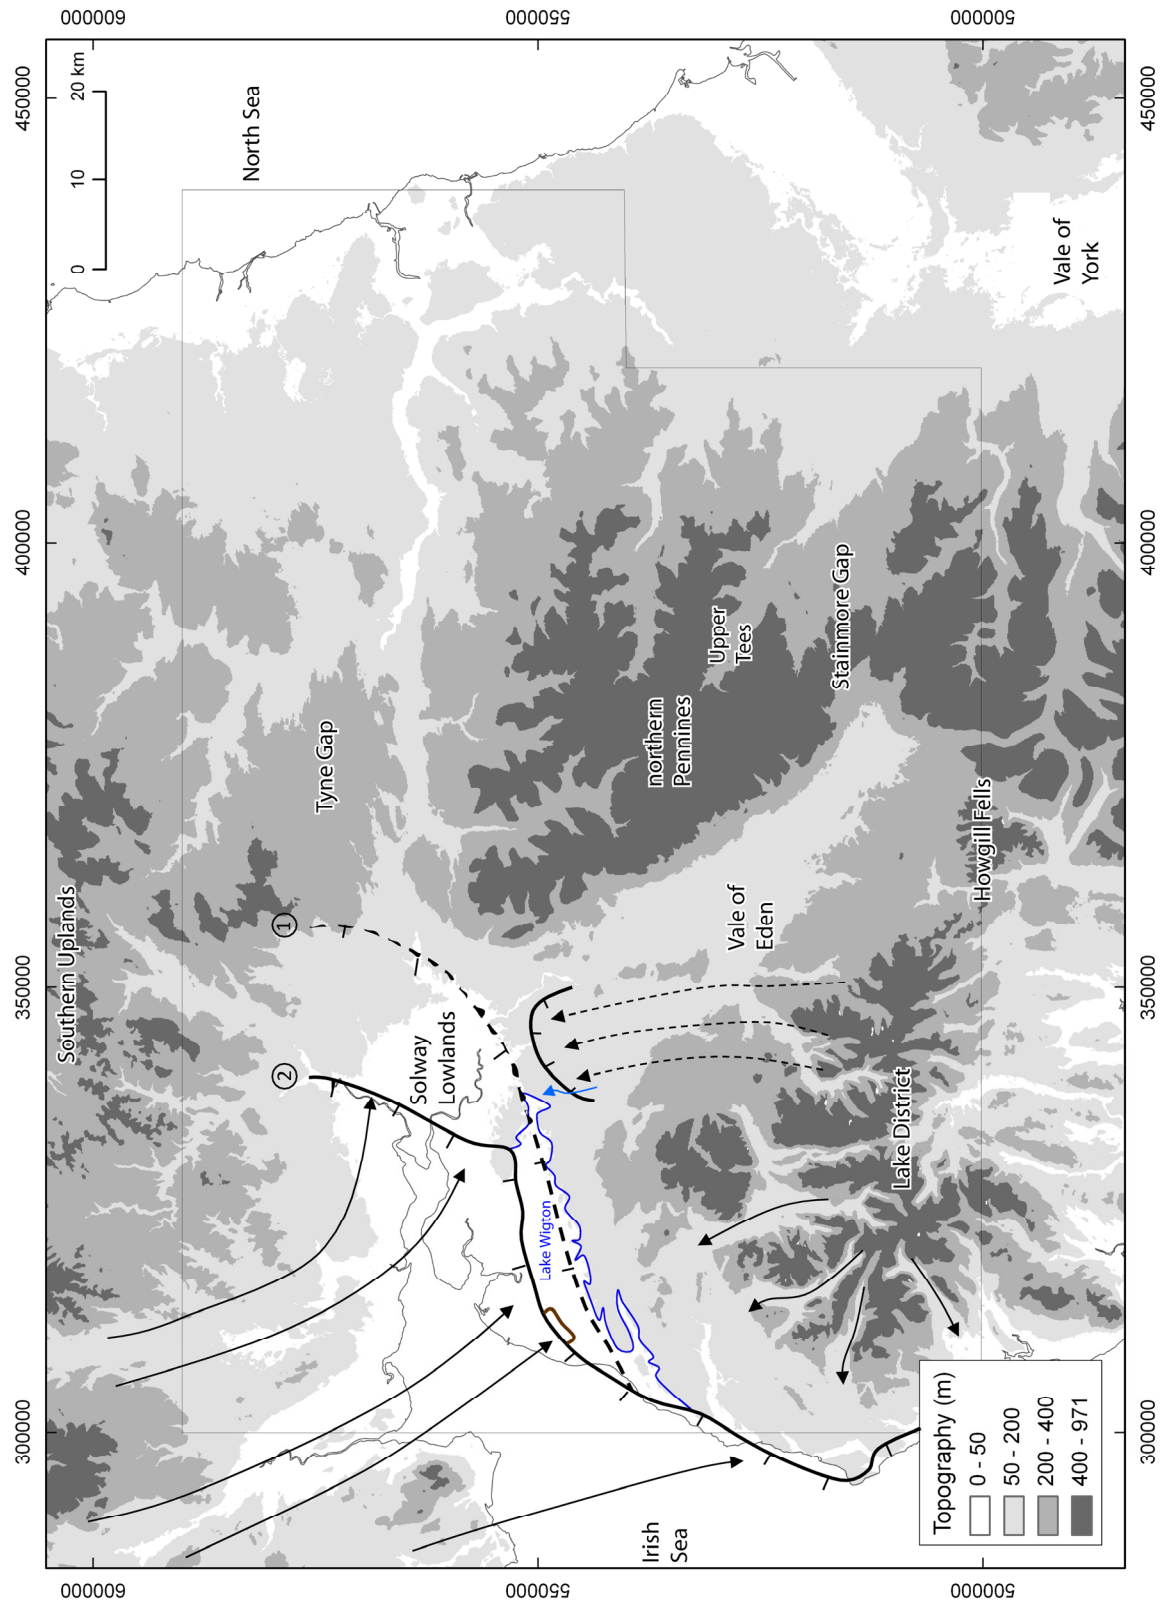 600000
550000
500000
450000
400000
350000
300000
450000
400000
350000
300000
600000
550000
500000
0
10
20 km
North Sea
Vale of
York
Southern Uplands
Tyne Gap
Upper
Tees
Stainmore Gap
northern
Pennines
Howgill Fells
Vale of
Eden
1
2
Solway
Lowlands
Lake Wigton
Lake District
Irish
Sea
Topography (m)
0 - 50
50 - 200
200 - 400
400 - 971